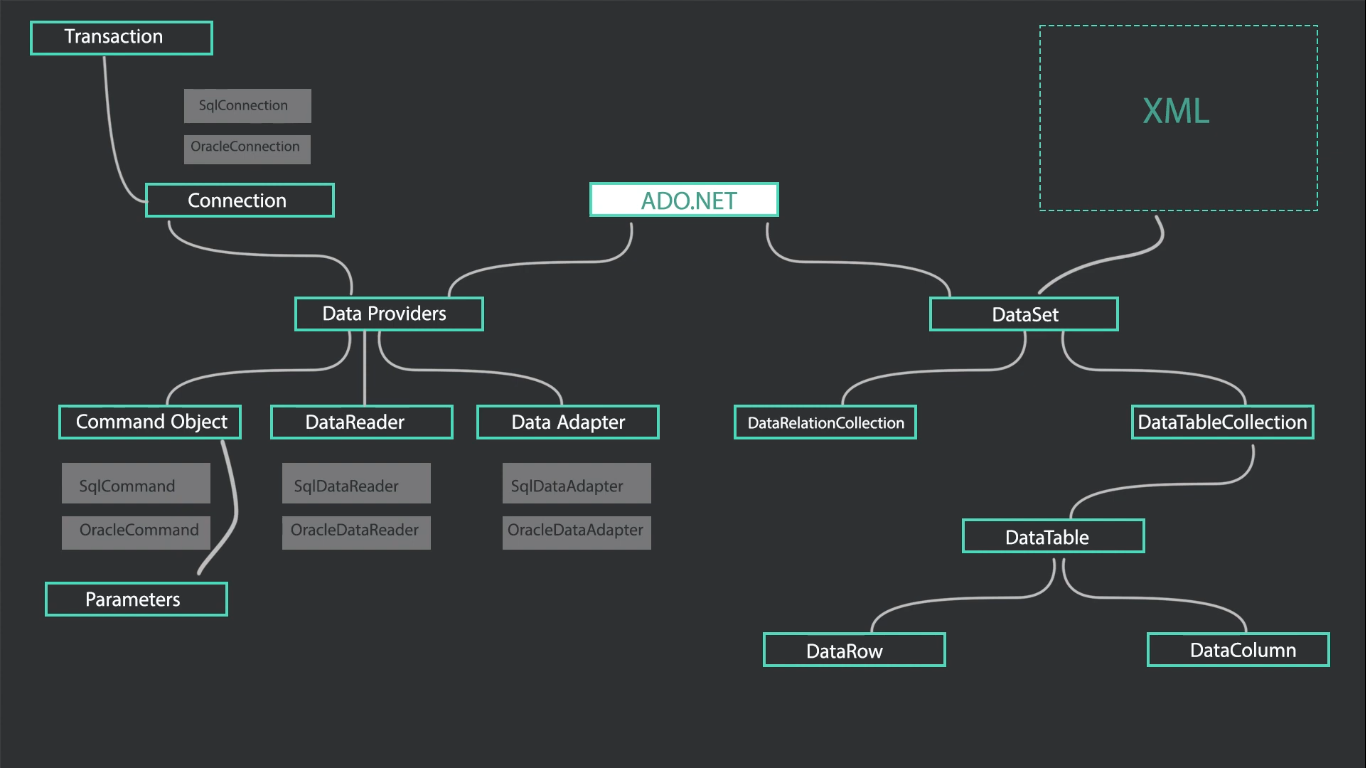 Transaction
XML
SqlConnection
OracleConnection
Connection
ADO.NET
Data Providers
DataSet
Command Object
DataReader
Data Adapter
DataRelationCollection
DataTableCollection
SqlCommand
SqlDataReader
SqlDataAdapter
OracleCommand
OracleDataReader
OracleDataAdapter
DataTable
Parameters
DataRow
DataColumn